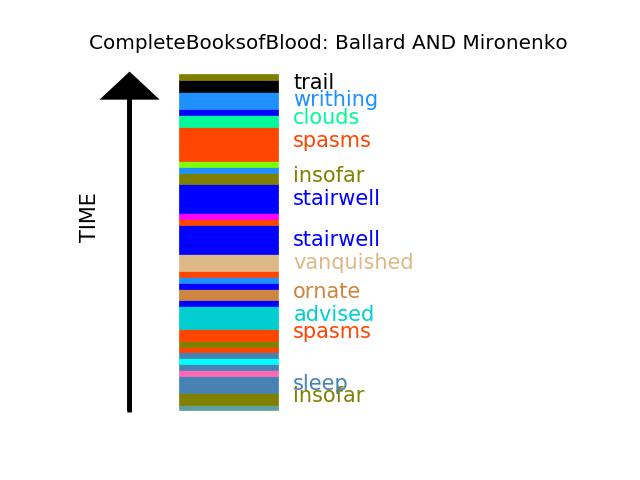 CompleteBooksofBlood: Ballard AND Mironenko
trail
writhing
clouds
spasms
insofar
stairwell
TIME
stairwell
vanquished
ornate
advised
spasms
sleep
insofar